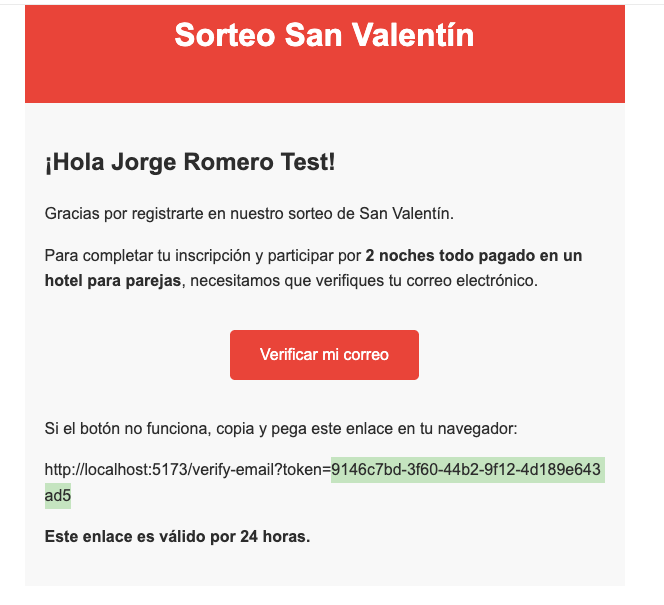 Sorteo San Valentín
¡Hola Jorge Romero Test!
Gracias por registrarte en nuestro sorteo de San Valentín.
Para completar tu inscripción y participar por 2 noches todo pagado en un
hotel para parejas, necesitamos que verifiques tu correo electrónico.
Verificar mi correo
Si el botón no funciona, copia y pega este enlace en tu navegador:
http://localhost:5173/verify-email?token=9146c7bd-3f60-44b2-9f12-4d189e643
ad5
Este enlace es válido por 24 horas.